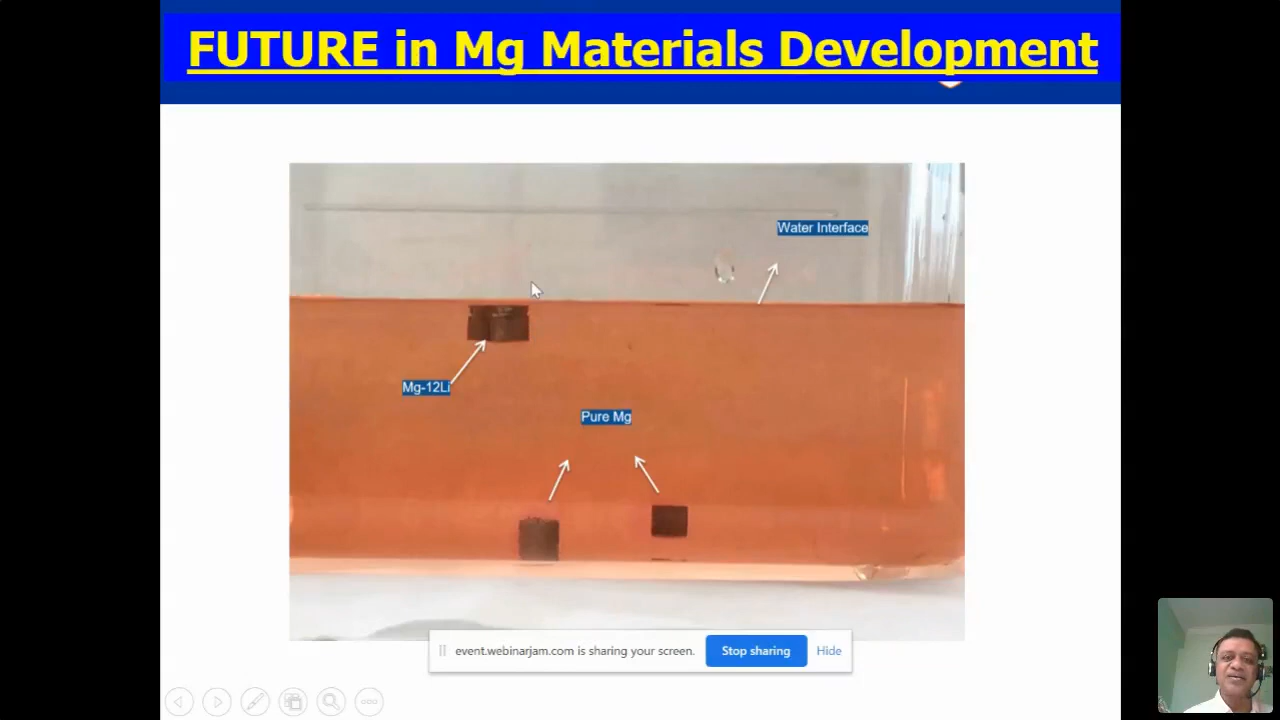 FUTURE in Mg Materials Development
Water Interface
Mg-12Li
Pure Mg
event.webinarjam.com is sharing your screen.
Stop sharing
Hide